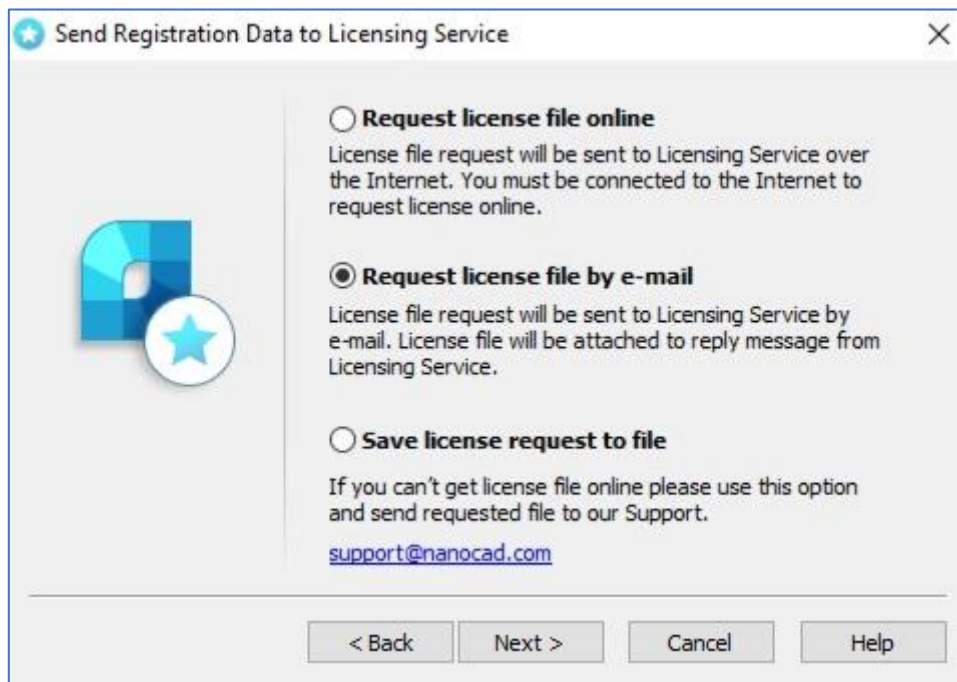 Send Registration Data to Licensing Service
Request license file online
License file request will be sent to Licensing Service over
the Internet. You must be connected to the Internet to
request license online.
Request license file by e-mail
License file request will be sent to Licensing Service by
e-mail. License file will be attached to reply message from
Licensing Service.
Save license request to file
If you can't get license file online please use this option
and send requested file to our Support.
support@nanocad.com
< Back Next > Cancel Help